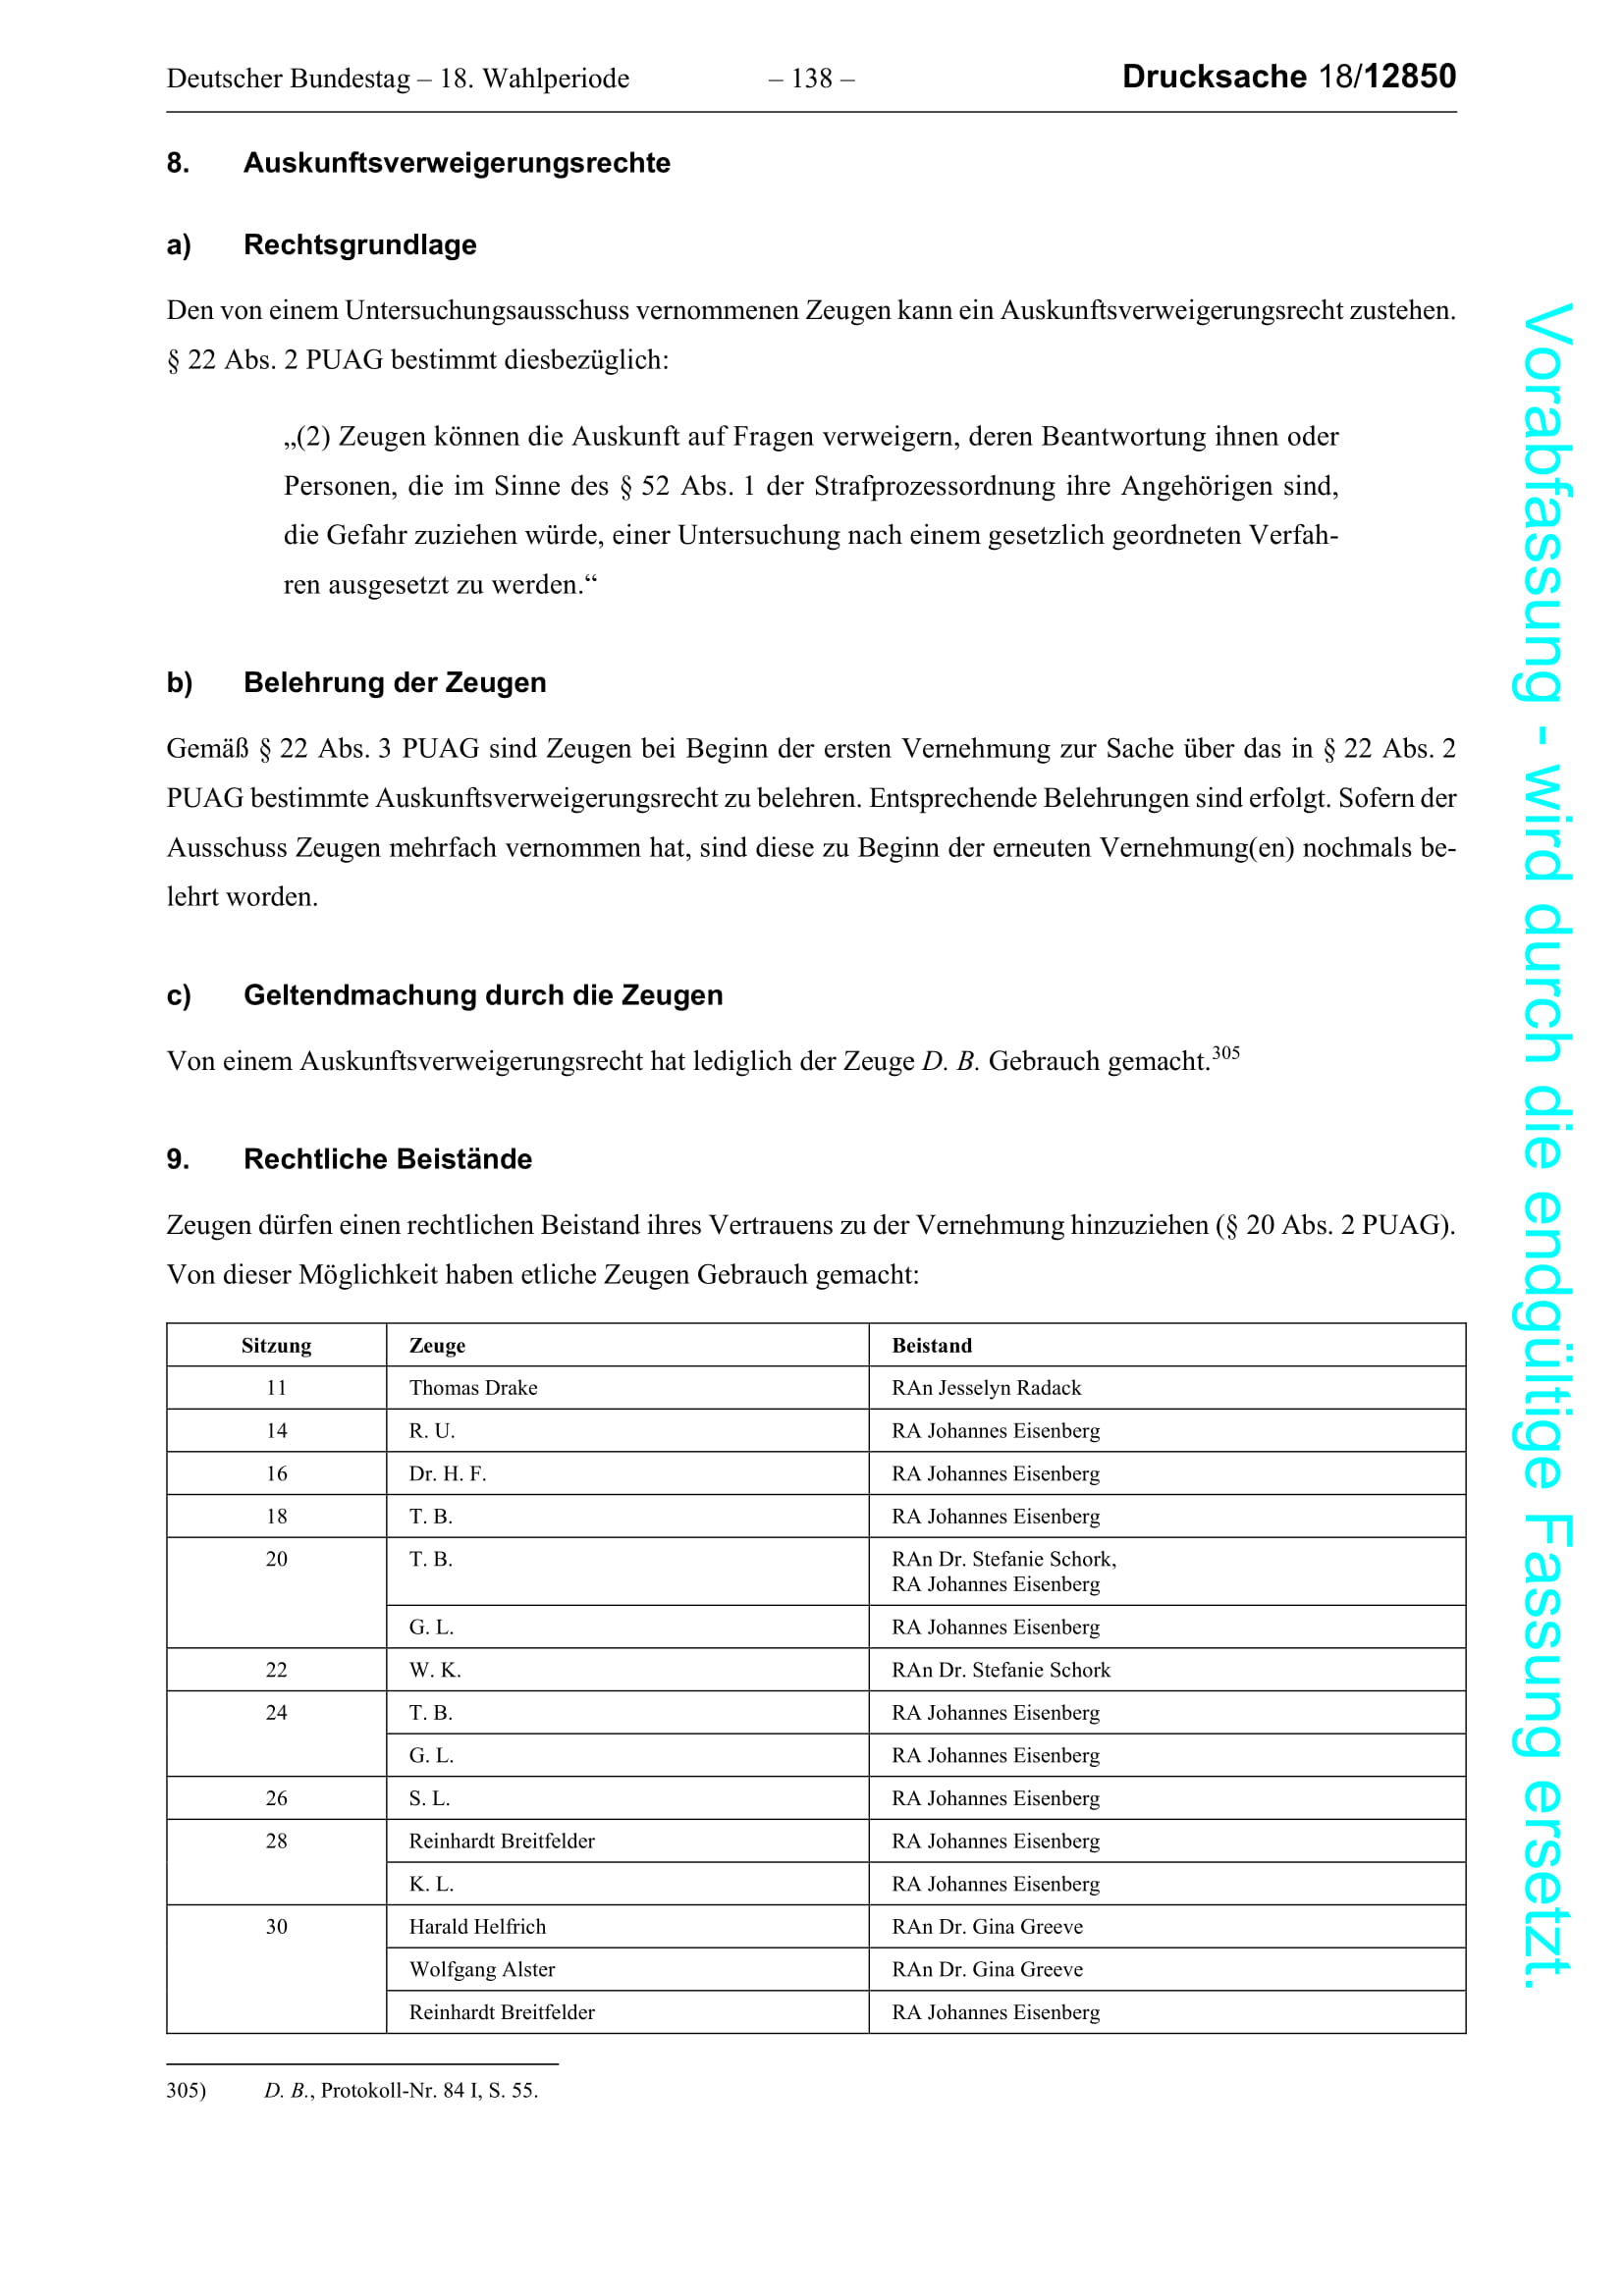 Deutscher Bundestag – 18. Wahlperiode – 138 – Drucksache 18/12850
8. Auskunftsverweigerungsrechte
a) Rechtsgrundlage
Den von einem Untersuchungsausschuss vernommenen Zeugen kann ein Auskunftsverweigerungsrecht zustehen.
§ 22 Abs. 2 PUAG bestimmt diesbezüglich:
„(2) Zeugen können die Auskunft auf Fragen verweigern, deren Beantwortung ihnen oder
Personen, die im Sinne des § 52 Abs. 1 der Strafprozessordnung ihre Angehörigen sind,
die Gefahr zuziehen würde, einer Untersuchung nach einem gesetzlich geordneten Verfah-
ren ausgesetzt zu werden.“
b) Belehrung der Zeugen
Gemäß § 22 Abs. 3 PUAG sind Zeugen bei Beginn der ersten Vernehmung zur Sache über das in § 22 Abs. 2
PUAG bestimmte Auskunftsverweigerungsrecht zu belehren. Entsprechende Belehrungen sind erfolgt. Sofern der
Ausschuss Zeugen mehrfach vernommen hat, sind diese zu Beginn der erneuten Vernehmung(en) nochmals be-
lehrt worden.
c) Geltendmachung durch die Zeugen
Von einem Auskunftsverweigerungsrecht hat lediglich der Zeuge D. B. Gebrauch gemacht.305
9. Rechtliche Beistände
Zeugen dürfen einen rechtlichen Beistand ihres Vertrauens zu der Vernehmung hinzuziehen (§ 20 Abs. 2 PUAG).
Von dieser Möglichkeit haben etliche Zeugen Gebrauch gemacht:
Sitzung Zeuge Beistand
11 Thomas Drake RAn Jesselyn Radack
14 R. U. RA Johannes Eisenberg
16 Dr. H. F. RA Johannes Eisenberg
18 T. B. RA Johannes Eisenberg
20 T. B. RAn Dr. Stefanie Schork,
RA Johannes Eisenberg
G. L. RA Johannes Eisenberg
22 W. K. RAn Dr. Stefanie Schork
24 T. B. RA Johannes Eisenberg
G. L. RA Johannes Eisenberg
26 S. L. RA Johannes Eisenberg
28 Reinhardt Breitfelder RA Johannes Eisenberg
K. L. RA Johannes Eisenberg
30 Harald Helfrich RAn Dr. Gina Greeve
Wolfgang Alster RAn Dr. Gina Greeve
Reinhardt Breitfelder RA Johannes Eisenberg
305) D. B., Protokoll-Nr. 84 I, S. 55.
Vorabfassung - wird durch die endgültige Fassung ersetzt.